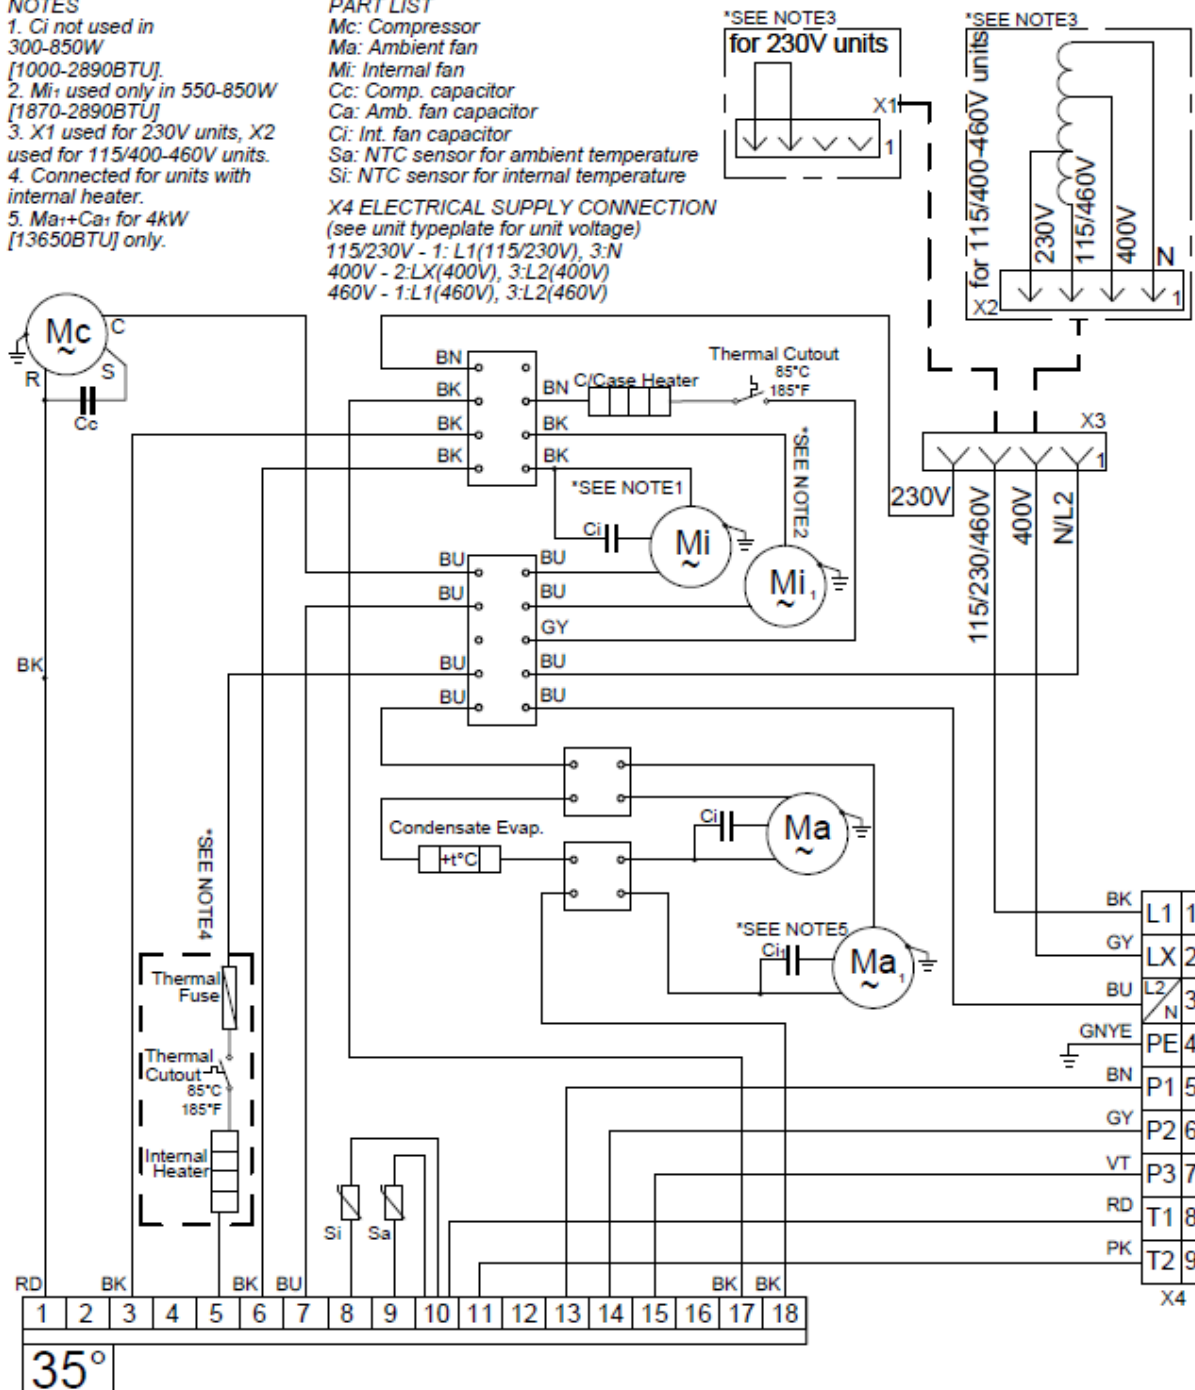 NOTES
1. Ci not used in
300-850W
[1000-2890BTU].
2. Mi₁ used only in 550-850W
[1870-2890BTU]
3. X1 used for 230V units, X2
used for 115/400-460V units.
4. Connected for units with
internal heater.
5. Ma₁+Ca₁ for 4kW
[13650BTU] only.
PART LIST
Mc: Compressor
Ma: Ambient fan
Mi: Internal fan
Cc: Comp. capacitor
Ca: Amb. fan capacitor
Ci: Int. fan capacitor
Sa: NTC sensor for ambient temperature
Si: NTC sensor for internal temperature
X4 ELECTRICAL SUPPLY CONNECTION
(see unit typeplate for unit voltage)
115/230V - 1: L1(115/230V), 3:N
400V - 2:LX(400V), 3:L2(400V)
460V - 1:L1(460V), 3:L2(460V)
*SEE NOTE3
for 230V units
X1
1
*SEE NOTE3
for 115/400-460V units
230V
115/460V
400V
N
X2
1
Mc
~
C
S
R
Cc
BN
BK
BK
BK
BN
C/Case Heater
Thermal Cutout
85°C
185°F
BK
BK
*SEE NOTE1
*SEE NOTE2
Ci
Mi
~
Mi₁
~
X3
1
230V
115/230/460V
400V
N/L2
BU
BU
BU
BU
BU
BU
GY
BU
BU
BK
Condensate Evap.
+t°C
Ci
Ma
~
*SEE NOTE5
Ci₁
Ma₁
~
*SEE NOTE4
Thermal
Fuse
Thermal
Cutout
85°C
185°F
Internal
Heater
Si
Sa
BK L1 1
GY LX 2
BU L2/N 3
GNYE PE 4
BN P1 5
GY P2 6
VT P3 7
RD T1 8
PK T2 9
X4
RD BK BK BU BK BK
1 2 3 4 5 6 7 8 9 10 11 12 13 14 15 16 17 18
35°